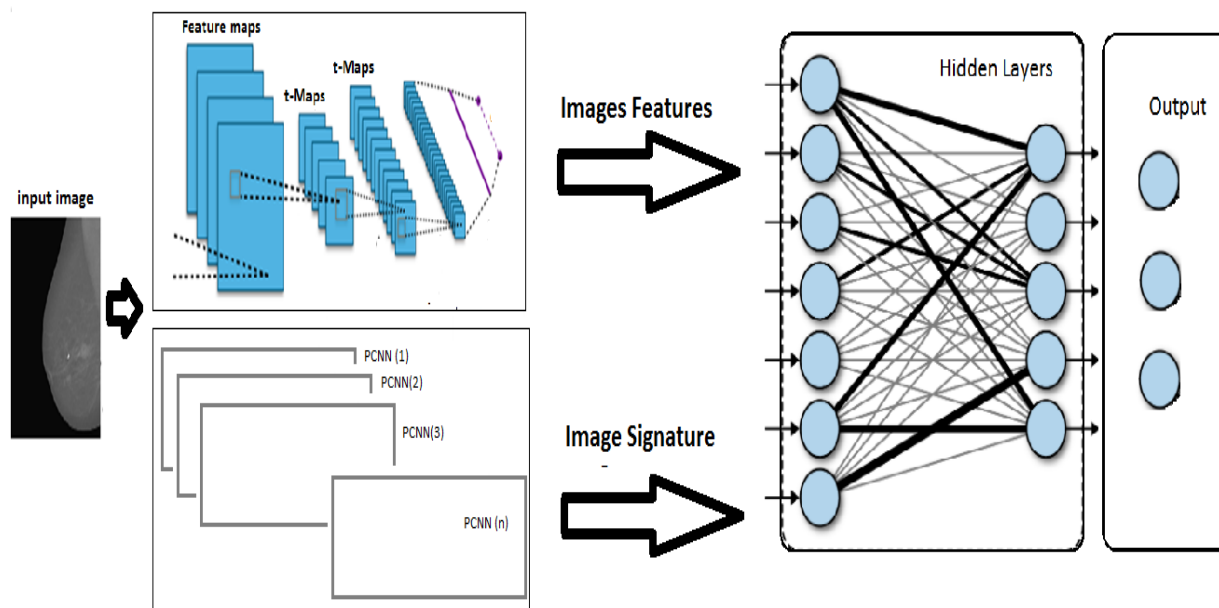 input image
Feature maps
t-Maps
t-Maps
PCNN (1)
PCNN(2)
PCNN(3)
PCNN (n)
Images Features
Image Signature
Hidden Layers
Output